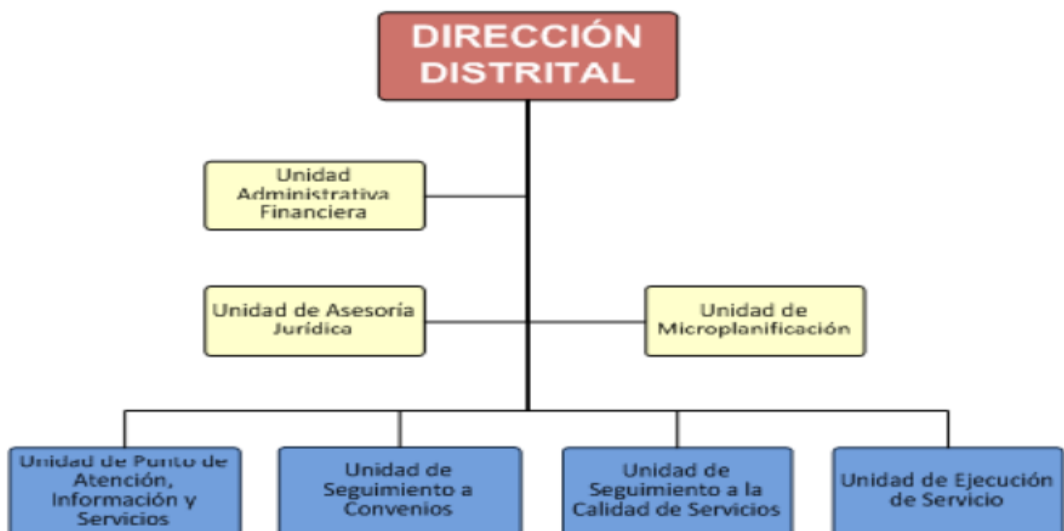 DIRECCIÓN
DISTRITAL
Unidad
Administrativa
Financiera
Unidad de Asesoría
Jurídica
Unidad de
Microplanificación
Unidad de Punto de
Atención,
Información y
Servicios
Unidad de
Seguimiento a
Convenios
Unidad de
Seguimiento a la
Calidad de Servicios
Unidad de Ejecución
de Servicio